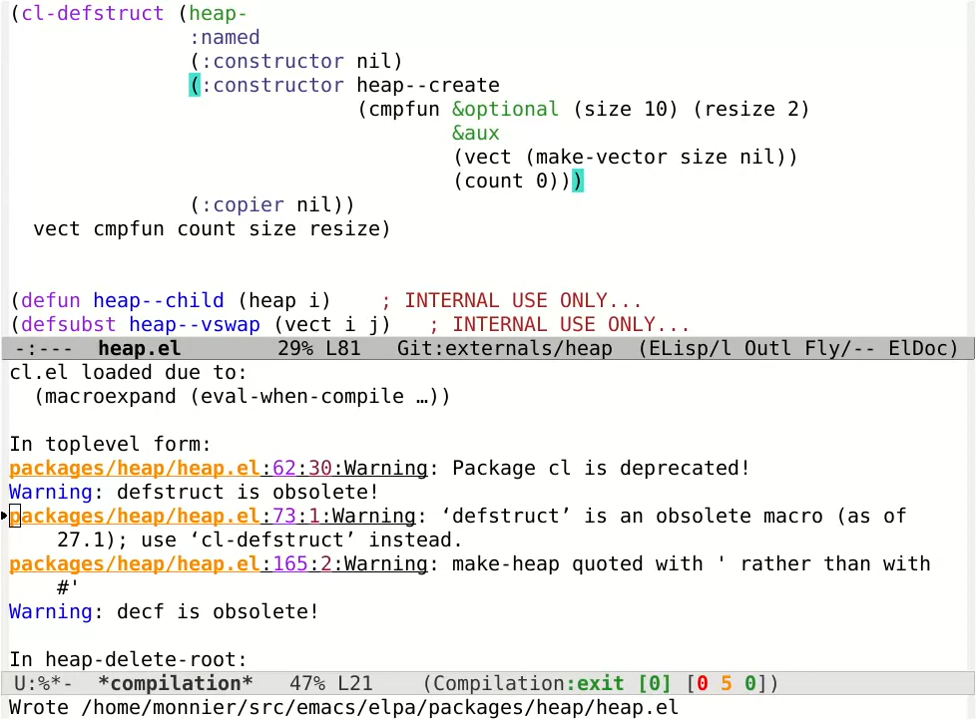 (cl-defstruct (heap-
:named
(:constructor nil)
(:constructor heap--create
(cmpfun &optional (size 10) (resize 2)
&aux
(vect (make-vector size nil))
(count 0)))
(:copier nil))
vect cmpfun count size resize)
(defun heap--child (heap i)    ; INTERNAL USE ONLY...
(defsubst heap--vswap (vect i j)   ; INTERNAL USE ONLY...
-:---  heap.el        29% L81   Git:externals/heap  (ELisp/l Outl Fly/-- ElDoc)
cl.el loaded due to:
(macroexpand (eval-when-compile …))
In toplevel form:
packages/heap/heap.el:62:30:Warning: Package cl is deprecated!
Warning: defstruct is obsolete!
packages/heap/heap.el:73:1:Warning: ‘defstruct’ is an obsolete macro (as of
27.1); use ‘cl-defstruct’ instead.
packages/heap/heap.el:165:2:Warning: make-heap quoted with ' rather than with
#'
Warning: decf is obsolete!
In heap-delete-root:
U:%*-  *compilation*   47% L21    (Compilation:exit [0] [0 5 0])
Wrote /home/monnier/src/emacs/elpa/packages/heap/heap.el